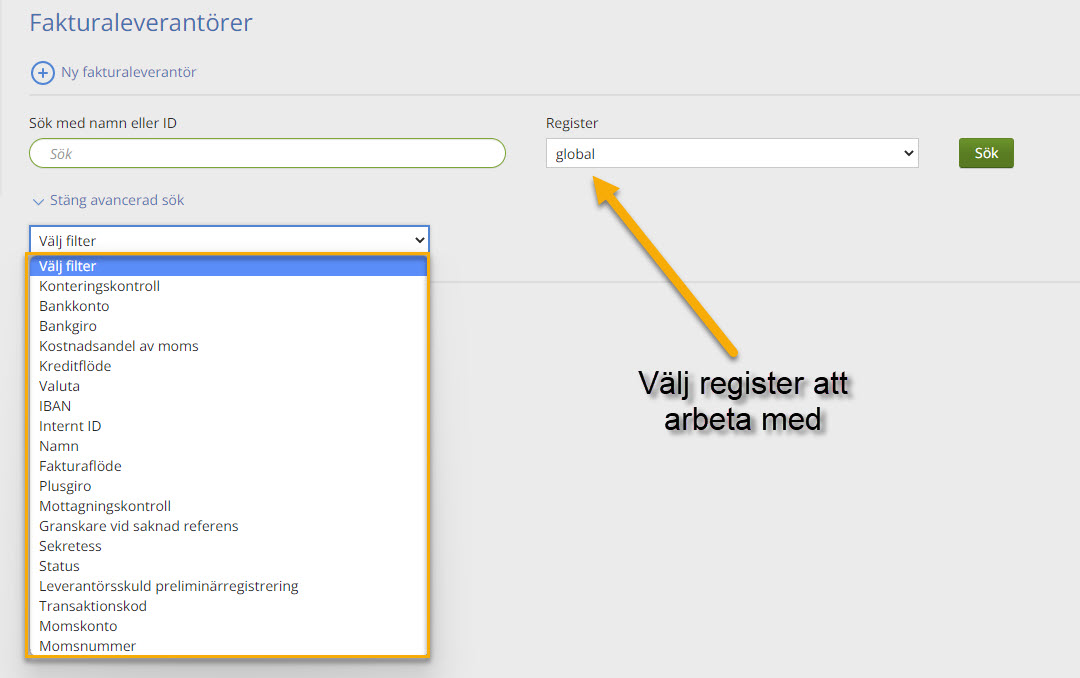 Fakturaleverantörer
Ny fakturaleverantör
Sök med namn eller ID
Register
Sök
global
Sök
Stäng avancerad sök
Välj filter
Välj filter
Konteringskontroll
Bankkonto
Bankgiro
Kostnadsandel av moms
Kreditflöde
Valuta
IBAN
Internt ID
Namn
Fakturaflöde
Plusgiro
Mottagningskontroll
Granskare vid saknad referens
Sekretess
Status
Leverantörsskuld preliminärregistrering
Transaktionskod
Momskonto
Momsnummer
Välj register att
arbeta med